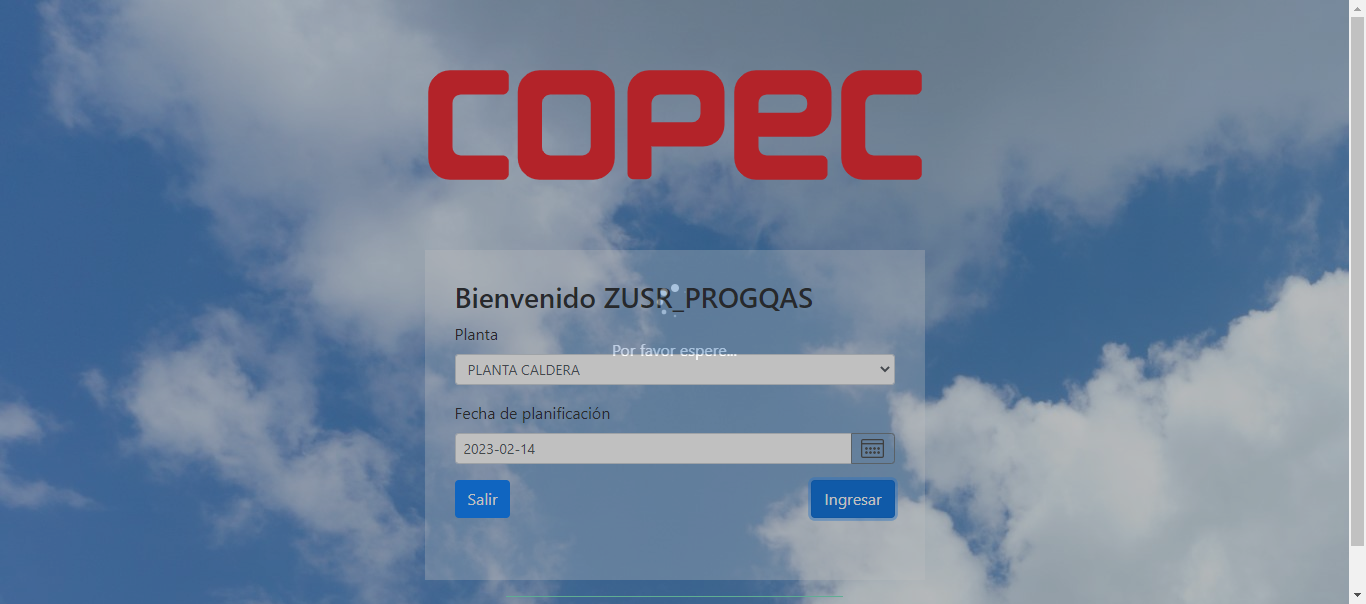 COPEC
Bienvenido ZUSR_PROGQAS
Planta
Por favor espere...
PLANTA CALDERA
Fecha de planificación
2023-02-14
Salir
Ingresar